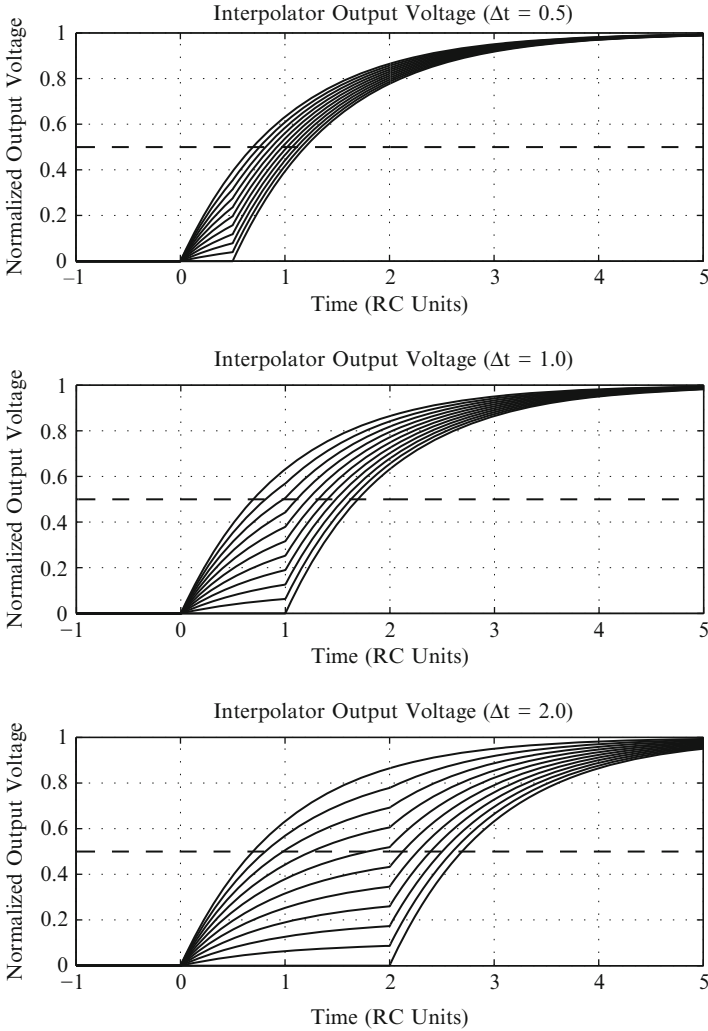 Interpolator Output Voltage (Δt = 0.5)
Normalized Output Voltage
1
0.8
0.6
0.4
0.2
0
−1 0 1 2 3 4 5
Time (RC Units)
Interpolator Output Voltage (Δt = 1.0)
Normalized Output Voltage
1
0.8
0.6
0.4
0.2
0
−1 0 1 2 3 4 5
Time (RC Units)
Interpolator Output Voltage (Δt = 2.0)
Normalized Output Voltage
1
0.8
0.6
0.4
0.2
0
−1 0 1 2 3 4 5
Time (RC Units)